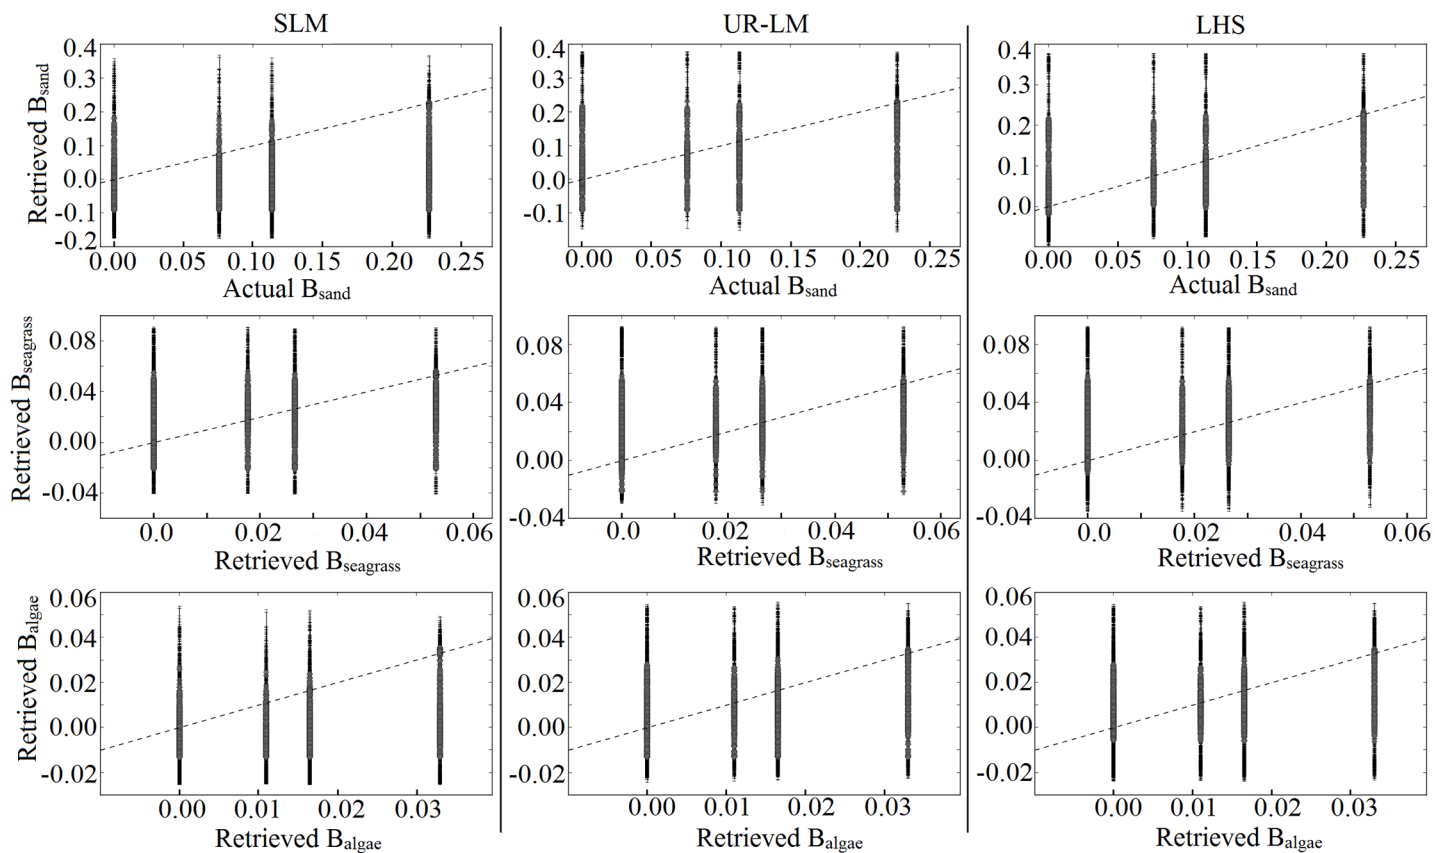 SLM UR-LM LHS
Retrieved Bsand
0.4 0.3 0.2 0.1 0.0 -0.1 -0.2
0.00 0.05 0.10 0.15 0.20 0.25
Actual Bsand
0.4 0.3 0.2 0.1 0.0 -0.1
0.00 0.05 0.10 0.15 0.20 0.25
Actual Bsand
0.4 0.3 0.2 0.1 0.0
0.00 0.05 0.10 0.15 0.20 0.25
Actual Bsand
Retrieved Bseagrass
0.08 0.04 0.00 -0.04
0.0 0.02 0.04 0.06
Retrieved Bseagrass
0.08 0.04 0.00 -0.04
0.0 0.02 0.04 0.06
Retrieved Bseagrass
0.08 0.04 0.00 -0.04
0.0 0.02 0.04 0.06
Retrieved Bseagrass
Retrieved Balgae
0.06 0.04 0.02 0.00 -0.02
0.00 0.01 0.02 0.03
Retrieved Balgae
0.06 0.04 0.02 0.00 -0.02
0.00 0.01 0.02 0.03
Retrieved Balgae
0.06 0.04 0.02 0.00 -0.02
0.00 0.01 0.02 0.03
Retrieved Balgae